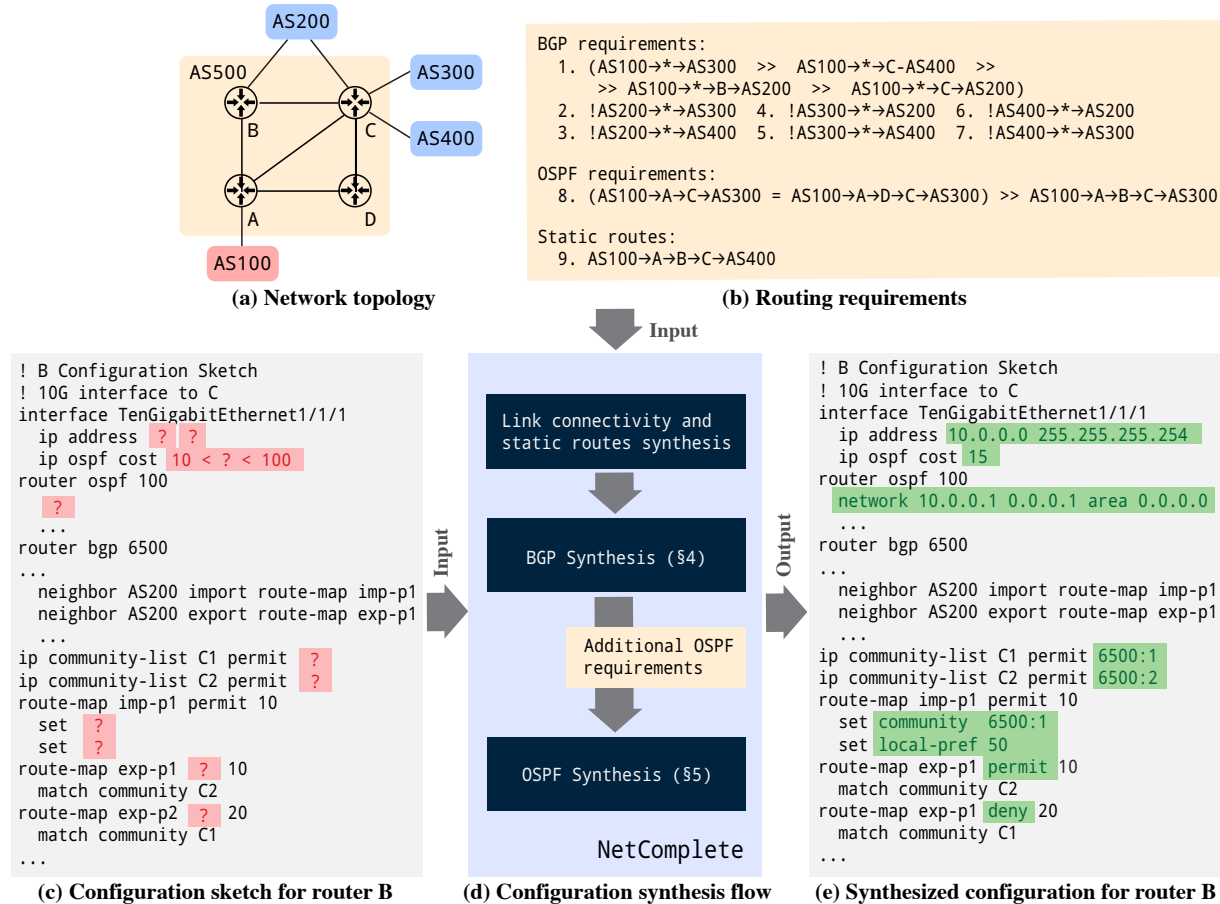 AS200
AS500
AS300
AS400
B
C
A
D
AS100
(a) Network topology
BGP requirements:
1. (AS100→*→AS300 >> AS100→*→C-AS400 >>
>> AS100→*→B→AS200 >> AS100→*→C→AS200)
2. !AS200→*→AS300 4. !AS300→*→AS200 6. !AS400→*→AS200
3. !AS200→*→AS400 5. !AS300→*→AS400 7. !AS400→*→AS300
OSPF requirements:
8. (AS100→A→C→AS300 = AS100→A→D→C→AS300) >> AS100→A→B→C→AS300
Static routes:
9. AS100→A→B→C→AS400
(b) Routing requirements
Input
! B Configuration Sketch
! 10G interface to C
interface TenGigabitEthernet1/1/1
ip address ? ?
ip ospf cost 10 < ? < 100
router ospf 100
?
...
router bgp 6500
...
neighbor AS200 import route-map imp-p1
neighbor AS200 export route-map exp-p1
...
ip community-list C1 permit ?
ip community-list C2 permit ?
route-map imp-p1 permit 10
set ?
set ?
route-map exp-p1 ? 10
match community C2
route-map exp-p2 ? 20
match community C1
...
(c) Configuration sketch for router B
Input
Link connectivity and
static routes synthesis
BGP Synthesis (§4)
Additional OSPF
requirements
OSPF Synthesis (§5)
NetComplete
(d) Configuration synthesis flow
Output
! B Configuration Sketch
! 10G interface to C
interface TenGigabitEthernet1/1/1
ip address 10.0.0.0 255.255.255.254
ip ospf cost 15
router ospf 100
network 10.0.0.1 0.0.0.1 area 0.0.0.0
...
router bgp 6500
...
neighbor AS200 import route-map imp-p1
neighbor AS200 export route-map exp-p1
...
ip community-list C1 permit 6500:1
ip community-list C2 permit 6500:2
route-map imp-p1 permit 10
set community 6500:1
set local-pref 50
route-map exp-p1 permit 10
match community C2
route-map exp-p1 deny 20
match community C1
...
(e) Synthesized configuration for router B